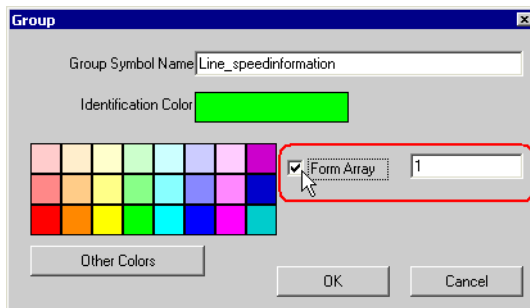 Group
Group Symbol Name Line_speedinformation
Identification Color
Form Array 1
Other Colors
OK Cancel